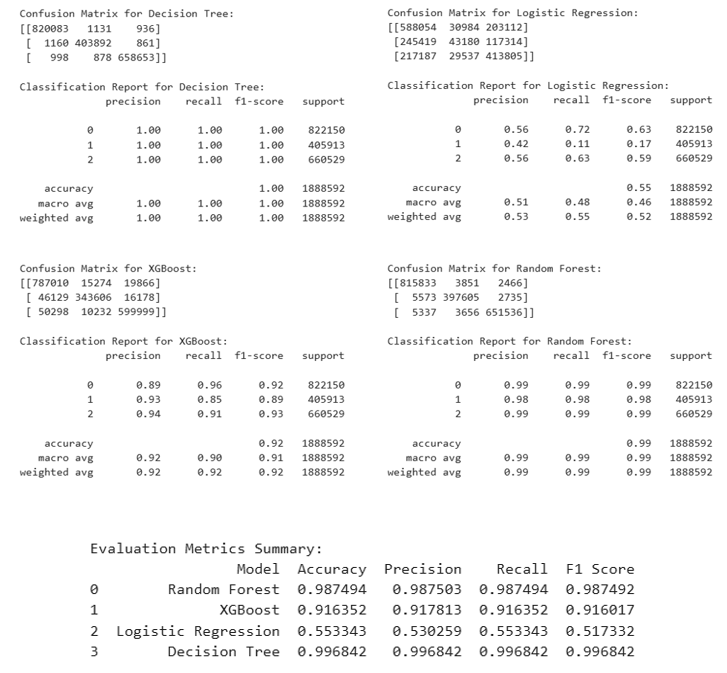 Confusion Matrix for Decision Tree:
[[820083 1131 936]
[ 1160 403892 861]
[ 998 878 658653]]
Classification Report for Decision Tree:
precision recall f1-score support
0 1.00 1.00 1.00 822150
1 1.00 1.00 1.00 405913
2 1.00 1.00 1.00 660529
accuracy 1.00 1888592
macro avg 1.00 1.00 1.00 1888592
weighted avg 1.00 1.00 1.00 1888592
Confusion Matrix for Logistic Regression:
[[588054 30984 203112]
[245419 43180 117314]
[217187 29537 413805]]
Classification Report for Logistic Regression:
precision recall f1-score support
0 0.56 0.72 0.63 822150
1 0.42 0.11 0.17 405913
2 0.56 0.63 0.59 660529
accuracy 0.55 1888592
macro avg 0.51 0.48 0.46 1888592
weighted avg 0.53 0.55 0.52 1888592
Confusion Matrix for XGBoost:
[[787010 15274 19866]
[ 46129 343606 16178]
[ 50298 10232 599999]]
Classification Report for XGBoost:
precision recall f1-score support
0 0.89 0.96 0.92 822150
1 0.93 0.85 0.89 405913
2 0.94 0.91 0.93 660529
accuracy 0.92 1888592
macro avg 0.92 0.90 0.91 1888592
weighted avg 0.92 0.92 0.92 1888592
Confusion Matrix for Random Forest:
[[815833 3851 2466]
[ 5573 397605 2735]
[ 5337 3656 651536]]
Classification Report for Random Forest:
precision recall f1-score support
0 0.99 0.99 0.99 822150
1 0.98 0.98 0.98 405913
2 0.99 0.99 0.99 660529
accuracy 0.99 1888592
macro avg 0.99 0.99 0.99 1888592
weighted avg 0.99 0.99 0.99 1888592
Evaluation Metrics Summary:
Model Accuracy Precision Recall F1 Score
0 Random Forest 0.987494 0.987503 0.987494 0.987492
1 XGBoost 0.916352 0.917813 0.916352 0.916017
2 Logistic Regression 0.553343 0.530259 0.553343 0.517332
3 Decision Tree 0.996842 0.996842 0.996842 0.996842